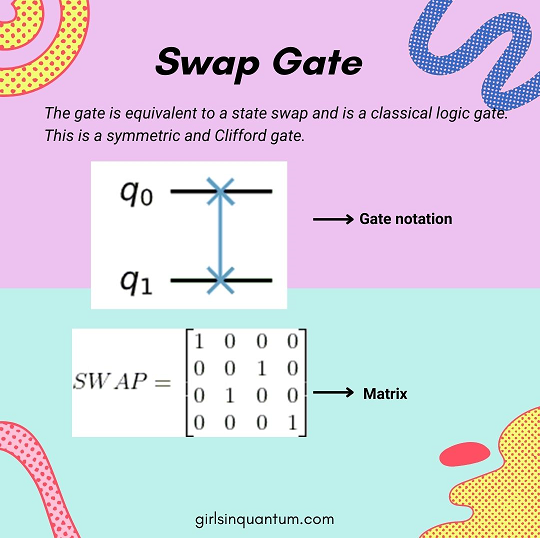 Swap Gate
The gate is equivalent to a state swap and is a classical logic gate.
This is a symmetric and Clifford gate.
q0
Gate notation
q1
SWAP =
1 0 0 0
0 0 1 0
0 1 0 0
0 0 0 1
Matrix
girlsinquantum.com